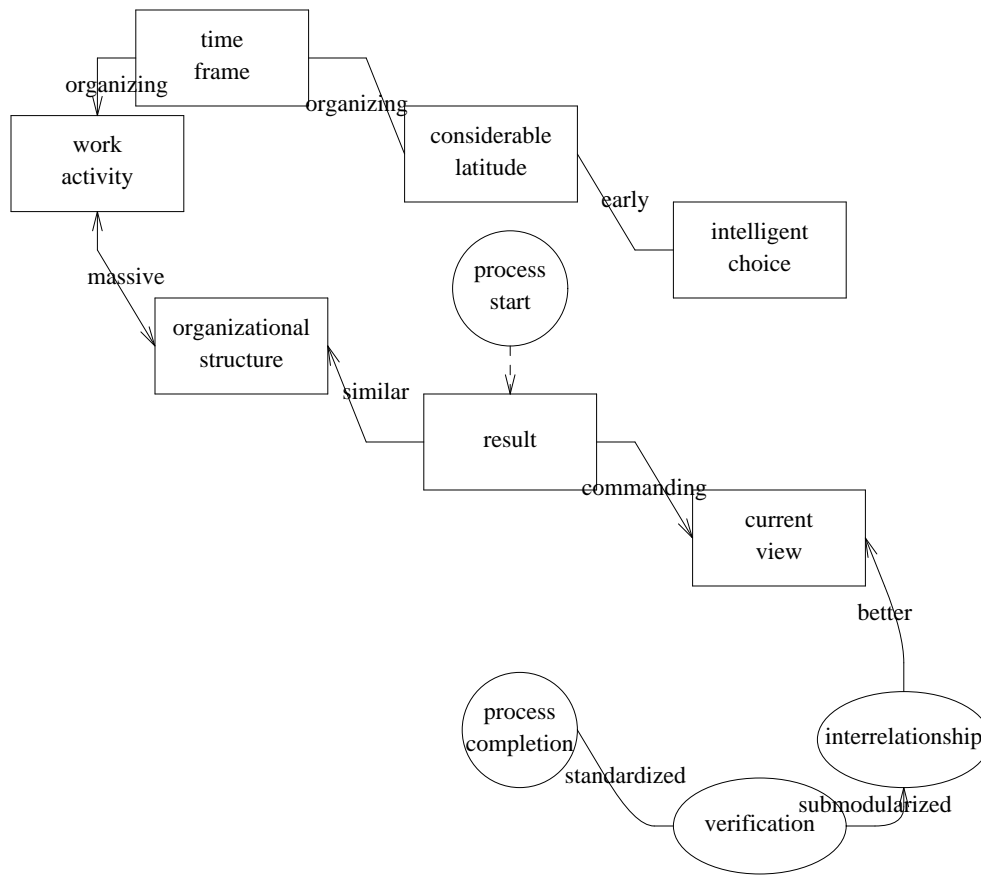 time
frame
organizing
organizing
work
activity
considerable
latitude
early
intelligent
choice
process
start
massive
organizational
structure
similar
result
commanding
current
view
better
process
completion
interrelationship
standardized
submodularized
verification